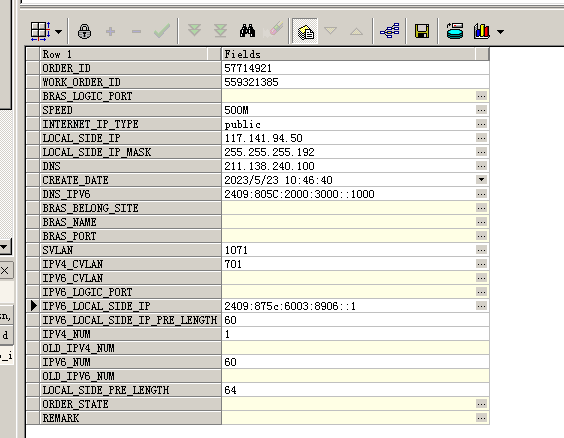 Row 1 Fields
ORDER_ID 57714921
WORK_ORDER_ID 559321385
BRAS_LOGIC_PORT
SPEED 500M
INTERNET_IP_TYPE public
LOCAL_SIDE_IP 117.141.94.50
LOCAL_SIDE_IP_MASK 255.255.255.192
DNS 211.138.240.100
CREATE_DATE 2023/5/23 10:46:40
DNS_IPV6 2409:805C:2000:3000::1000
BRAS_BELONG_SITE
BRAS_NAME
BRAS_PORT
SVLAN 1071
IPV4_CVLAN 701
IPV6_CVLAN
IPV6_LOGIC_PORT
IPV6_LOCAL_SIDE_IP 2409:875c:6003:8906::1
zn,
IPV6_LOCAL_SIDE_IP_PRE_LENGTH 60
d
IPV4_NUM 1
OLD_IPV4_NUM
o_i
IPV6_NUM 60
OLD_IPV6_NUM
LOCAL_SIDE_PRE_LENGTH 64
ORDER_STATE
REMARK